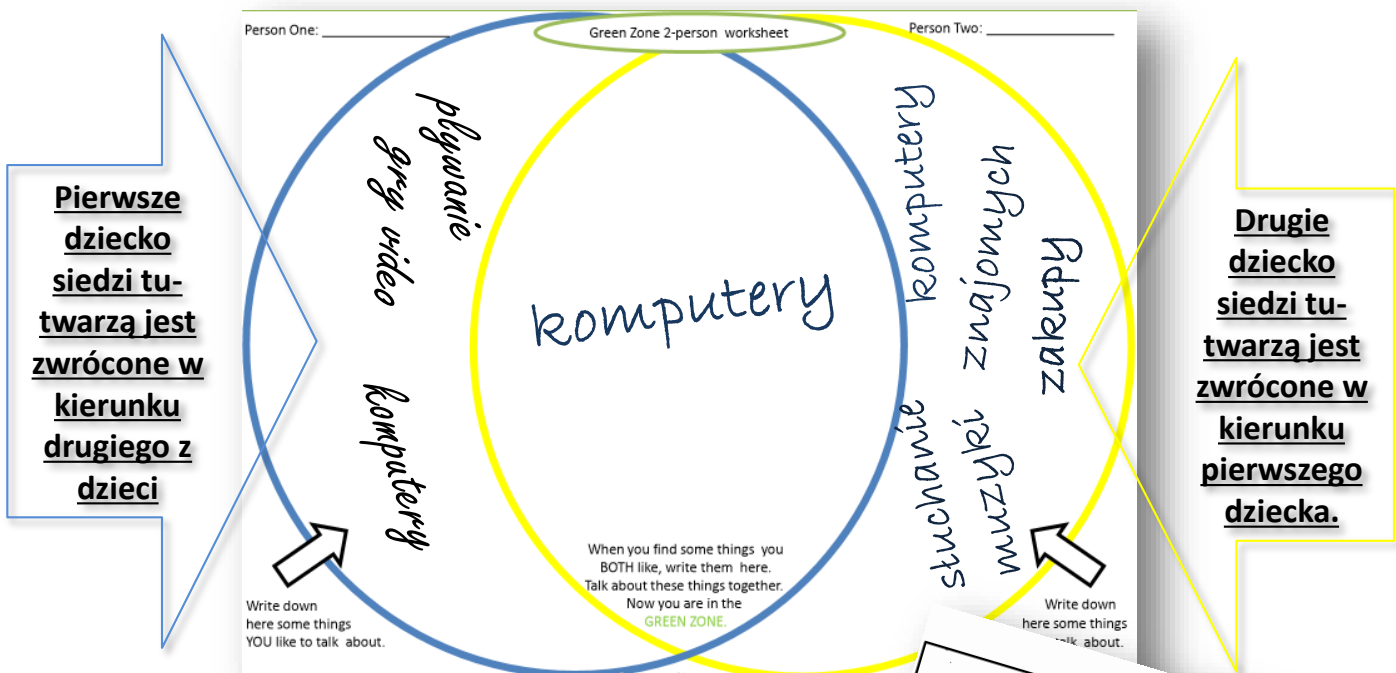 Person One: _______________
Green Zone 2-person worksheet
Person Two: _______________
Pierwsze
dziecko
siedzi tu-
twarzą jest
zwrócone w
kierunku
drugiego z
dzieci
pływanie
gry video
komputery
komputery
komputery
znajomych
zakupy
słuchanie
muzyki
Drugie
dziecko
siedzi tu-
twarzą jest
zwrócone w
kierunku
pierwszego
dziecka.
When you find some things you
BOTH like, write them here.
Talk about these things together.
Now you are in the
GREEN ZONE.
Write down
here some things
YOU like to talk about.
Write down
here some things
about.